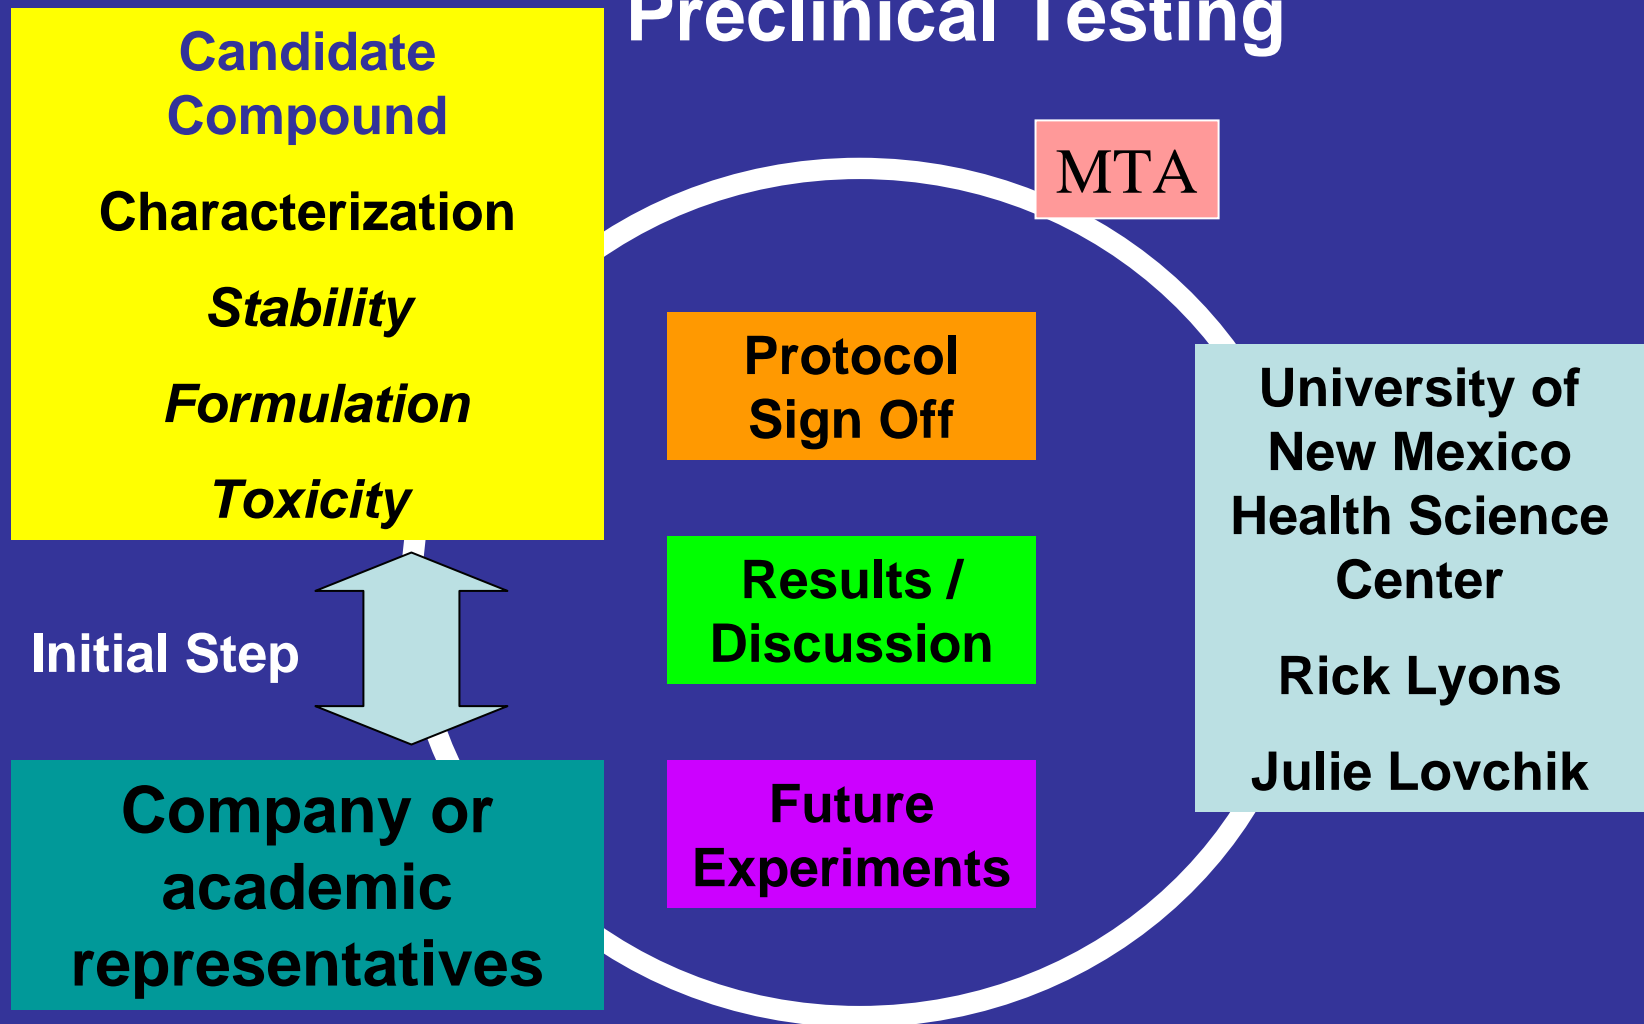 Preclinical Testing
Candidate
Compound
Characterization
Stability
Formulation
Toxicity
MTA
Protocol
Sign Off
University of
New Mexico
Health Science
Center
Rick Lyons
Julie Lovchik
Results /
Discussion
Initial Step
Future
Experiments
Company or
academic
representatives